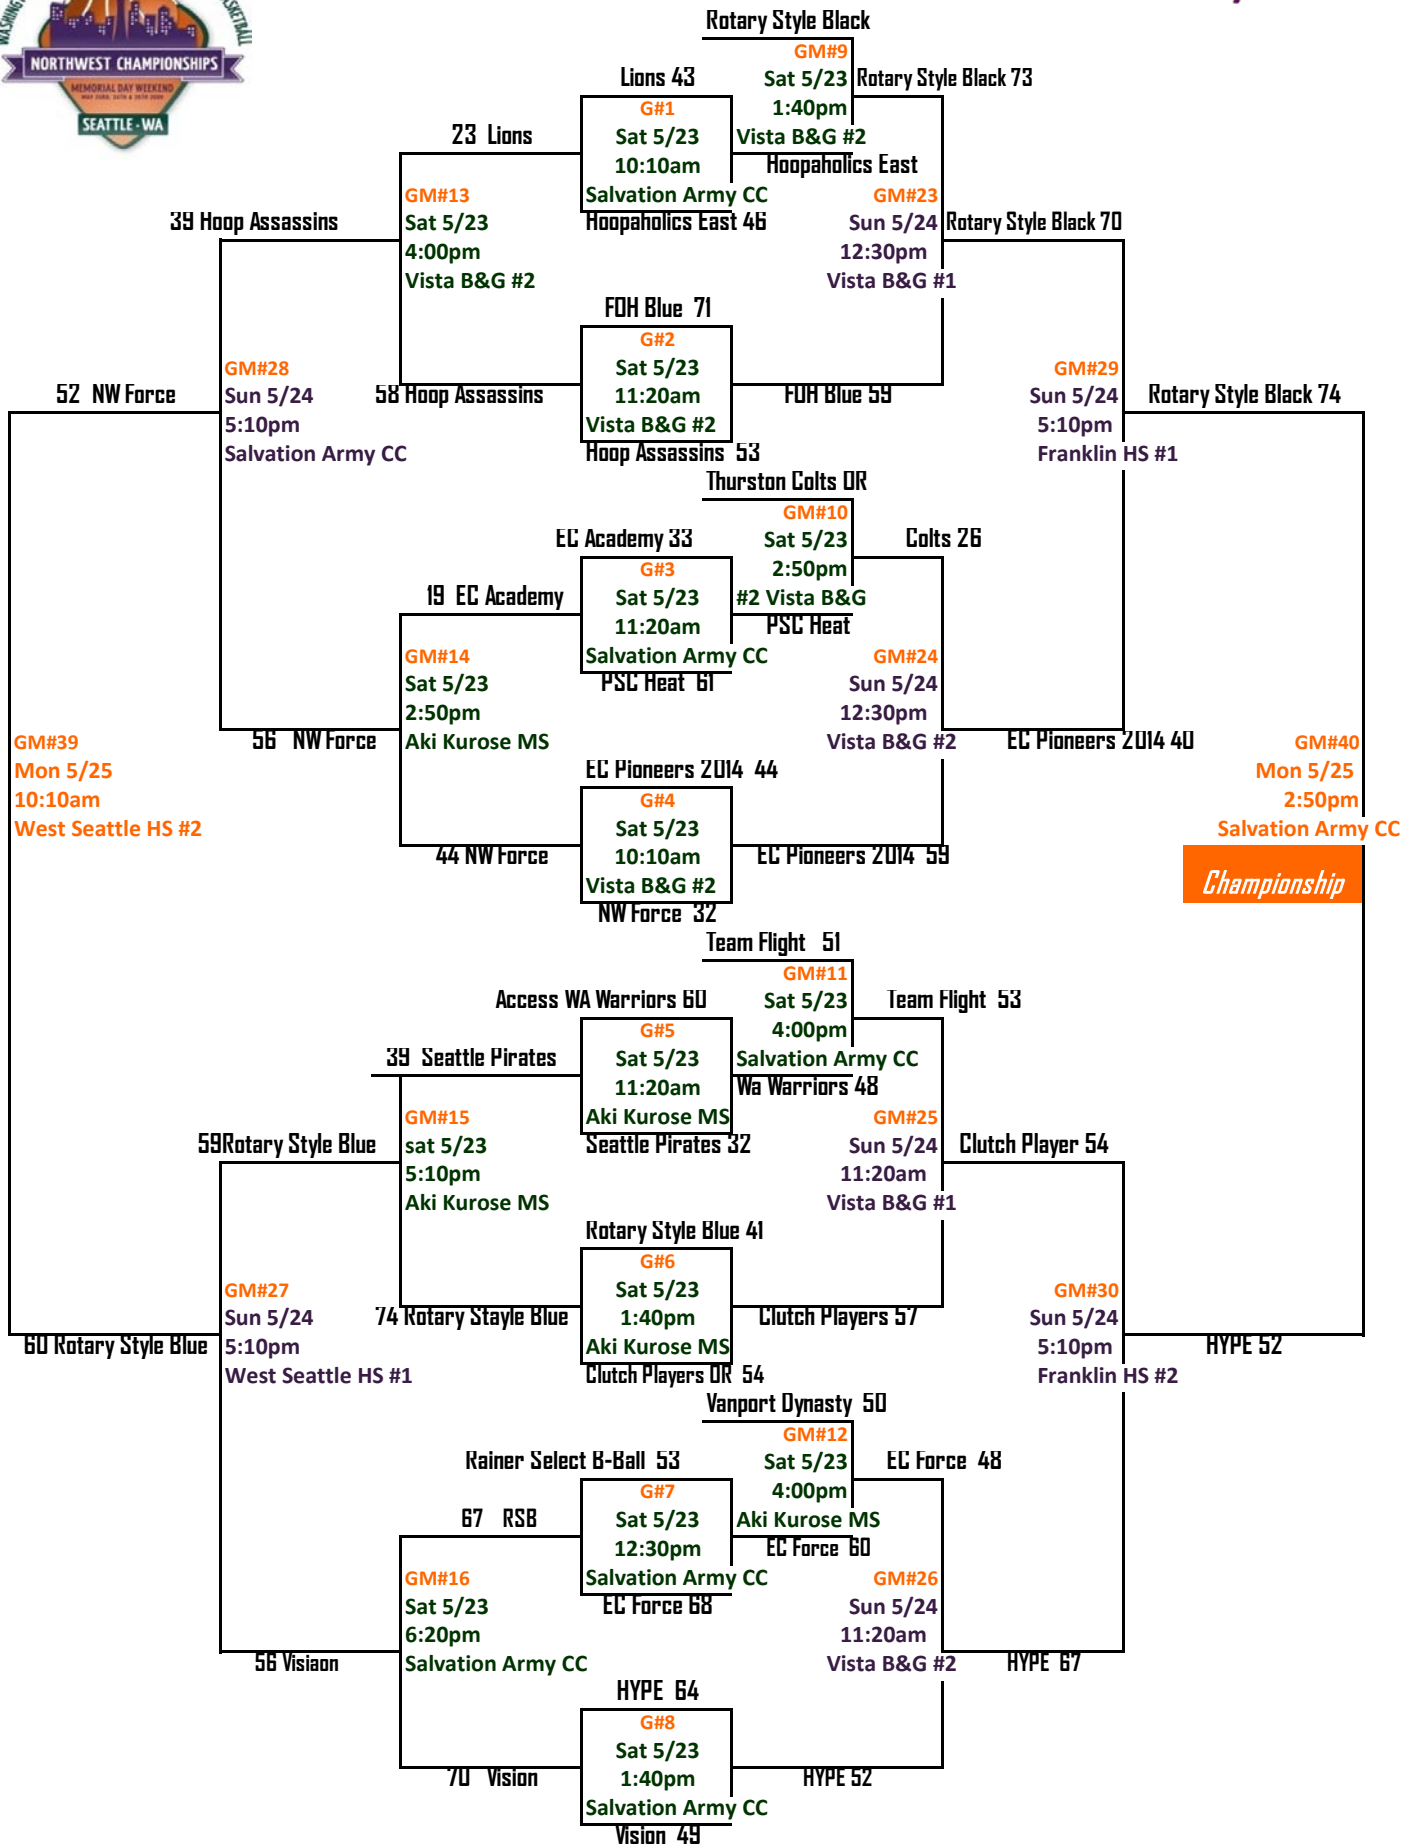 NORTHWEST CHAMPIONSHIPS
MEMORIAL DAY WEEKEND
SEATTLE - WA
Rotary Style Black
GM#9
Lions 43
Sat 5/23
Rotary Style Black 73
G#1
1:40pm
23 Lions
Sat 5/23
Vista B&G #2
10:10am
Hoopaholics East
GM#13
Salvation Army CC
GM#23
39 Hoop Assassins
Sat 5/23
Hoopaholics East 46
Sun 5/24
Rotary Style Black 70
4:00pm
12:30pm
Vista B&G #2
Vista B&G #1
FOH Blue 71
G#2
GM#28
Sat 5/23
GM#29
52 NW Force
Sun 5/24
58 Hoop Assassins
11:20am
FOH Blue 59
Sun 5/24
Rotary Style Black 74
5:10pm
Vista B&G #2
5:10pm
Salvation Army CC
Hoop Assassins 53
Franklin HS #1
Thurston Colts OR
GM#10
EC Academy 33
Sat 5/23
Colts 26
G#3
2:50pm
19 EC Academy
Sat 5/23
#2 Vista B&G
11:20am
PSC Heat
GM#14
Salvation Army CC
GM#24
Sat 5/23
PSC Heat 61
Sun 5/24
2:50pm
12:30pm
GM#39
56 NW Force
Aki Kurose MS
Vista B&G #2
EC Pioneers 2014 40
GM#40
Mon 5/25
EC Pioneers 2014 44
Mon 5/25
10:10am
G#4
2:50pm
West Seattle HS #2
Sat 5/23
Salvation Army CC
44 NW Force
10:10am
EC Pioneers 2014 59
Vista B&G #2
Championship
NW Force 32
Team Flight 51
GM#11
Access WA Warriors 60
Sat 5/23
Team Flight 53
G#5
4:00pm
39 Seattle Pirates
Sat 5/23
Salvation Army CC
11:20am
Wa Warriors 48
GM#15
Aki Kurose MS
GM#25
59Rotary Style Blue
sat 5/23
Seattle Pirates 32
Sun 5/24
Clutch Player 54
5:10pm
11:20am
Aki Kurose MS
Vista B&G #1
Rotary Style Blue 41
G#6
GM#27
Sat 5/23
GM#30
Sun 5/24
74 Rotary Stayle Blue
1:40pm
Clutch Players 57
Sun 5/24
60 Rotary Style Blue
5:10pm
Aki Kurose MS
5:10pm
HYPE 52
West Seattle HS #1
Clutch Players OR 54
Franklin HS #2
Vanport Dynasty 50
GM#12
Rainer Select B-Ball 53
Sat 5/23
EC Force 48
G#7
4:00pm
67 RSB
Sat 5/23
Aki Kurose MS
12:30pm
EC Force 60
GM#16
Salvation Army CC
GM#26
Sat 5/23
EC Force 68
Sun 5/24
6:20pm
11:20am
56 Visiaon
Salvation Army CC
Vista B&G #2
HYPE 67
HYPE 64
G#8
Sat 5/23
70 Vision
1:40pm
HYPE 52
Salvation Army CC
Vision 49